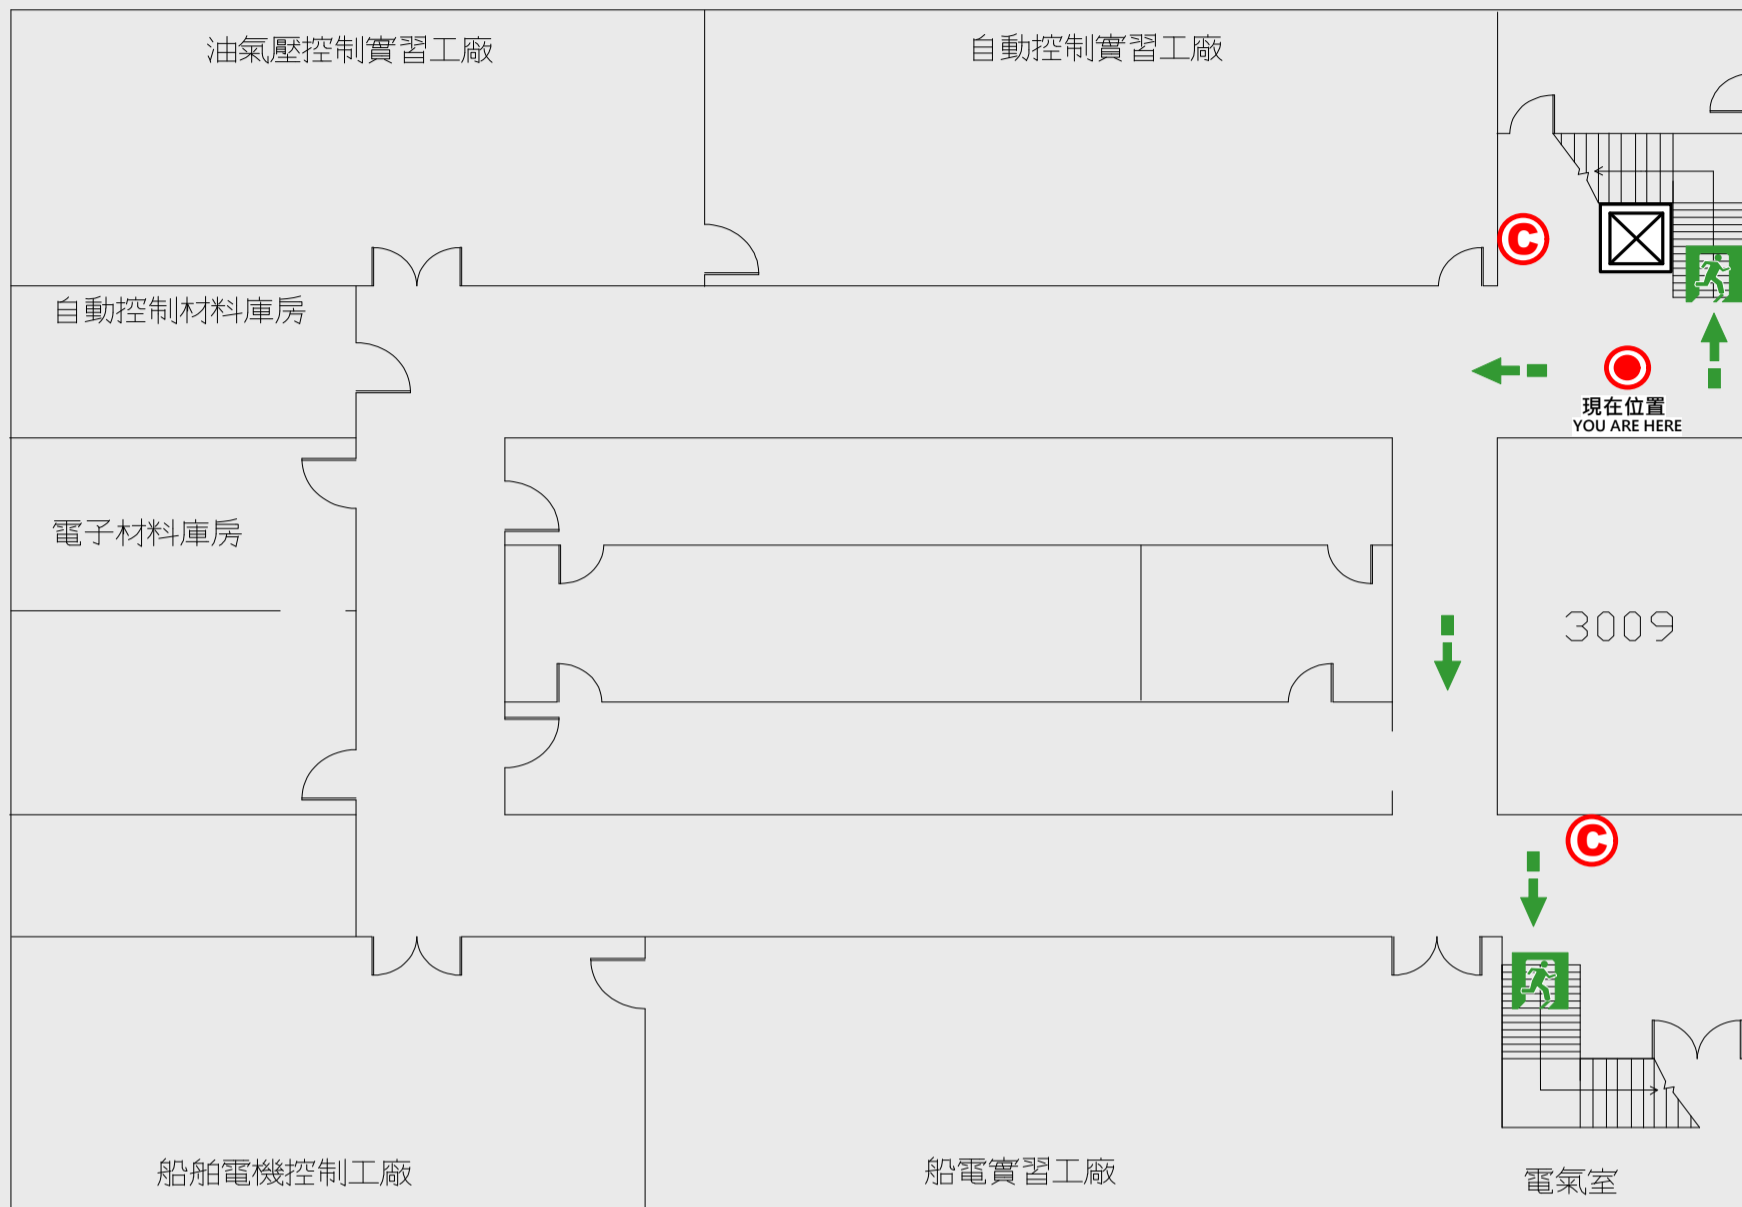 油氣壓控制實習工廠
自動控制實習工廠
C
自動控制材料庫房
現在位置
YOU ARE HERE
電子材料庫房
3009
C
船舶電機控制工廠
船電實習工廠
電氣室